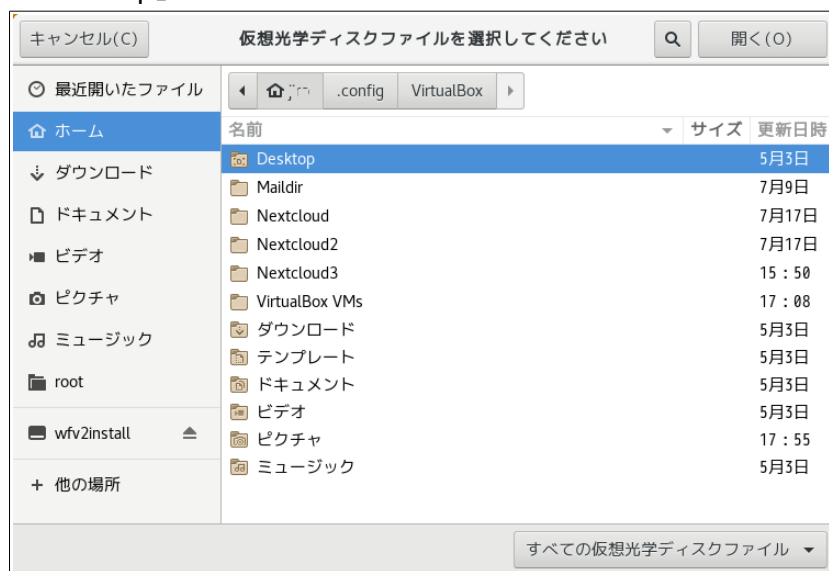 キャンセル(C) 仮想光学ディスクファイルを選択してください 開く(O)
最近開いたファイル
ホーム
ダウンロード
ドキュメント
ビデオ
ピクチャ
ミュージック
root
wfv2install
+ 他の場所
.config VirtualBox
名前 サイズ 更新日時
Desktop 5月3日
Maildir 7月9日
Nextcloud 7月17日
Nextcloud2 7月17日
Nextcloud3 15：50
VirtualBox VMs 17：08
ダウンロード 5月3日
テンプレート 5月3日
ドキュメント 5月3日
ビデオ 5月3日
ピクチャ 17：55
ミュージック 5月3日
すべての仮想光学ディスクファイル